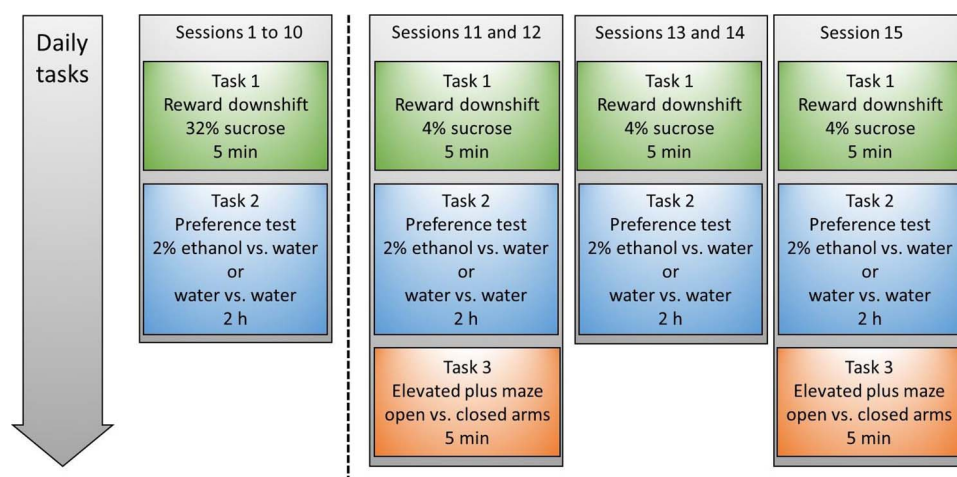 Daily
tasks
Sessions 1 to 10
Task 1
Reward downshift
32% sucrose
5 min
Task 2
Preference test
2% ethanol vs. water
or
water vs. water
2 h
Sessions 11 and 12
Task 1
Reward downshift
4% sucrose
5 min
Task 2
Preference test
2% ethanol vs. water
or
water vs. water
2 h
Task 3
Elevated plus maze
open vs. closed arms
5 min
Sessions 13 and 14
Task 1
Reward downshift
4% sucrose
5 min
Task 2
Preference test
2% ethanol vs. water
or
water vs. water
2 h
Session 15
Task 1
Reward downshift
4% sucrose
5 min
Task 2
Preference test
2% ethanol vs. water
or
water vs. water
2 h
Task 3
Elevated plus maze
open vs. closed arms
5 min